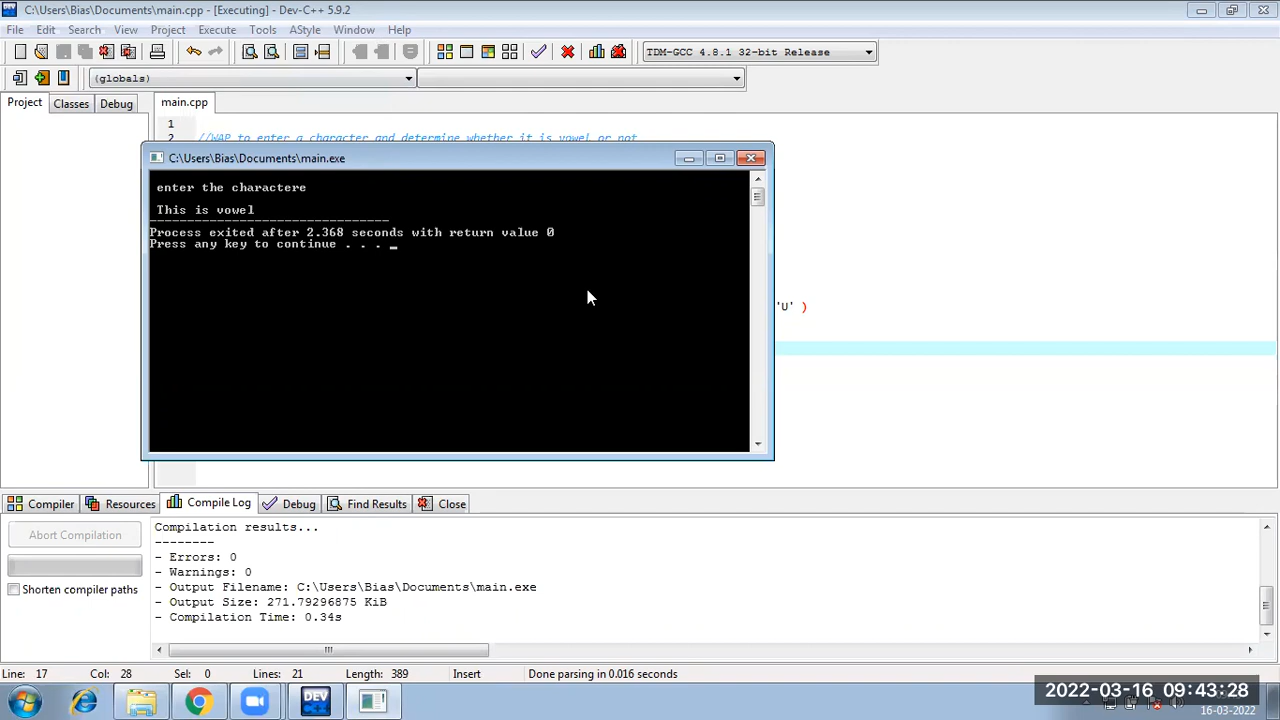 C:\Users\Bias\Documents\main.cpp - [Executing] - Dev-C++ 5.9.2
File Edit Search View Project Execute Tools AStyle Window Help
TDM-GCC 4.8.1 32-bit Release
(globals)
Project Classes Debug main.cpp
1
2 //WAP to enter a character and determine whether it is vowel or not
C:\Users\Bias\Documents\main.exe
enter the charactere
This is vowel
--------------------------------
Process exited after 2.368 seconds with return value 0
Press any key to continue . . . _
'U' )
Compiler Resources Compile Log Debug Find Results Close
Abort Compilation
Shorten compiler paths
Compilation results...
--------
- Errors: 0
- Warnings: 0
- Output Filename: C:\Users\Bias\Documents\main.exe
- Output Size: 271.79296875 KiB
- Compilation Time: 0.34s
Line: 17 Col: 28 Sel: 0 Lines: 21 Length: 389 Insert Done parsing in 0.016 seconds
DEV
2022-03-16 09:43:28
16-03-2022